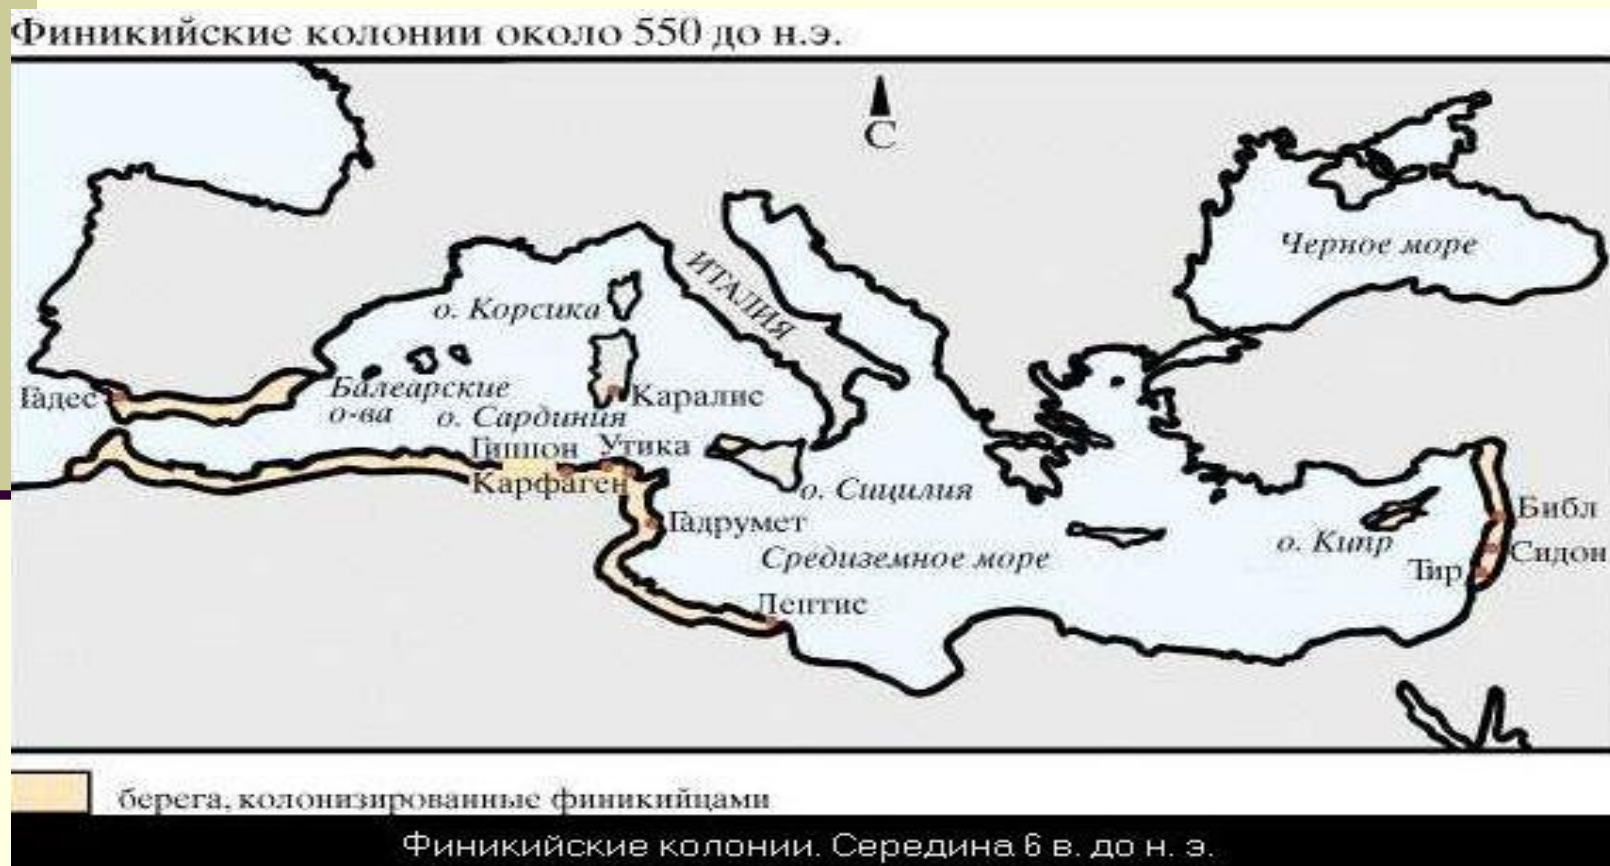 Финикийские колонии около 550 до н.э.
С
Черное море
ИТАЛИЯ
о. Корсика
Гадес
Балеарские
о-ва
Каралис
о. Сардиния
Гиппон
Утика
Карфаген
о. Сицилия
Гадрумет
Средиземное море
о. Кипр
Библ
Сидон
Тир
Лептис
берега, колонизированные финикийцами
Финикийские колонии. Середина 6 в. до н. э.